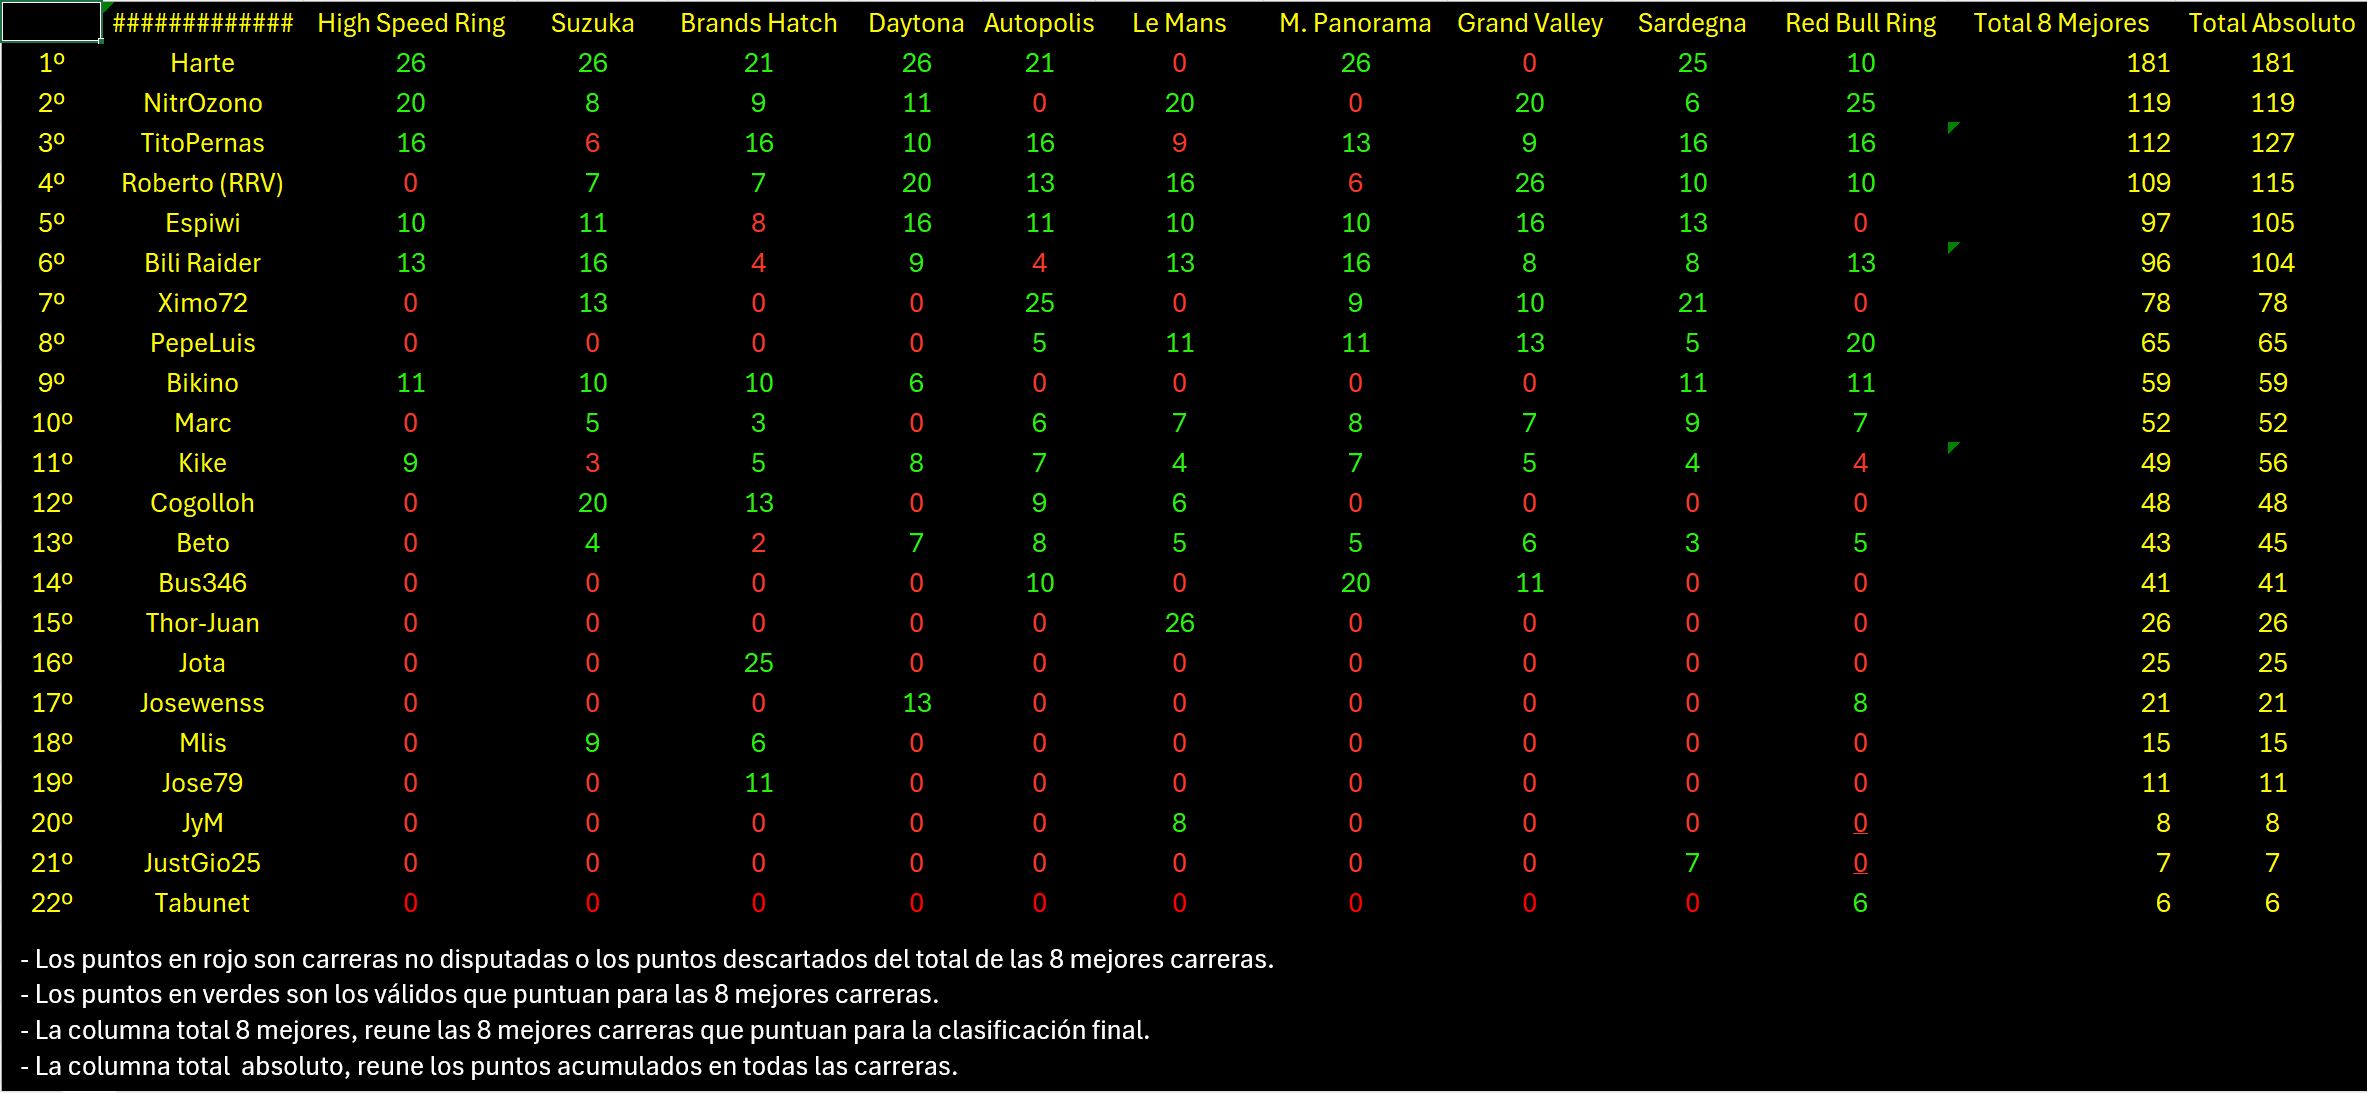 ############# High Speed Ring Suzuka Brands Hatch Daytona Autopolis Le Mans M. Panorama Grand Valley Sardegna Red Bull Ring Total 8 Mejores Total Absoluto
1º Harte 26 26 21 26 21 0 26 0 25 10 181 181
2º NitrOzono 20 8 9 11 0 20 0 20 6 25 119 119
3º TitoPernas 16 6 16 10 16 9 13 9 16 16 112 127
4º Roberto (RRV) 0 7 7 20 13 16 6 26 10 10 109 115
5º Espiwi 10 11 8 16 11 10 10 16 13 0 97 105
6º Bili Raider 13 16 4 9 4 13 16 8 8 13 96 104
7º Ximo72 0 13 0 0 25 0 9 10 21 0 78 78
8º PepeLuis 0 0 0 0 5 11 11 13 5 20 65 65
9º Bikino 11 10 10 6 0 0 0 0 11 11 59 59
10º Marc 0 5 3 0 6 7 8 7 9 7 52 52
11º Kike 9 3 5 8 7 4 7 5 4 4 49 56
12º Cogolloh 0 20 13 0 9 6 0 0 0 0 48 48
13º Beto 0 4 2 7 8 5 5 6 3 5 43 45
14º Bus346 0 0 0 0 10 0 20 11 0 0 41 41
15º Thor-Juan 0 0 0 0 0 26 0 0 0 0 26 26
16º Jota 0 0 25 0 0 0 0 0 0 0 25 25
17º Josewenss 0 0 0 13 0 0 0 0 0 8 21 21
18º Mlis 0 9 6 0 0 0 0 0 0 0 15 15
19º Jose79 0 0 11 0 0 0 0 0 0 0 11 11
20º JyM 0 0 0 0 0 8 0 0 0 0 8 8
21º JustGio25 0 0 0 0 0 0 0 0 7 0 7 7
22º Tabunet 0 0 0 0 0 0 0 0 0 6 6 6
- Los puntos en rojo son carreras no disputadas o los puntos descartados del total de las 8 mejores carreras.
- Los puntos en verdes son los válidos que puntuan para las 8 mejores carreras.
- La columna total 8 mejores, reune las 8 mejores carreras que puntuan para la clasificación final.
- La columna total  absoluto, reune los puntos acumulados en todas las carreras.